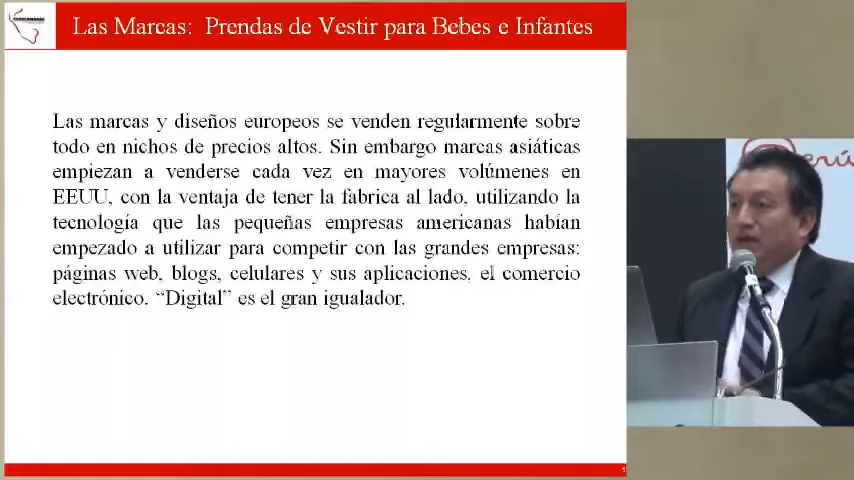 Las Marcas: Prendas de Vestir para Bebes e Infantes
Las marcas y diseños europeos se venden regularmente sobre
todo en nichos de precios altos. Sin embargo marcas asiáticas
empiezan a venderse cada vez en mayores volúmenes en
EEUU, con la ventaja de tener la fabrica al lado, utilizando la
tecnología que las pequeñas empresas americanas habían
empezado a utilizar para competir con las grandes empresas:
páginas web, blogs, celulares y sus aplicaciones, el comercio
electrónico. “Digital” es el gran igualador.
Perú